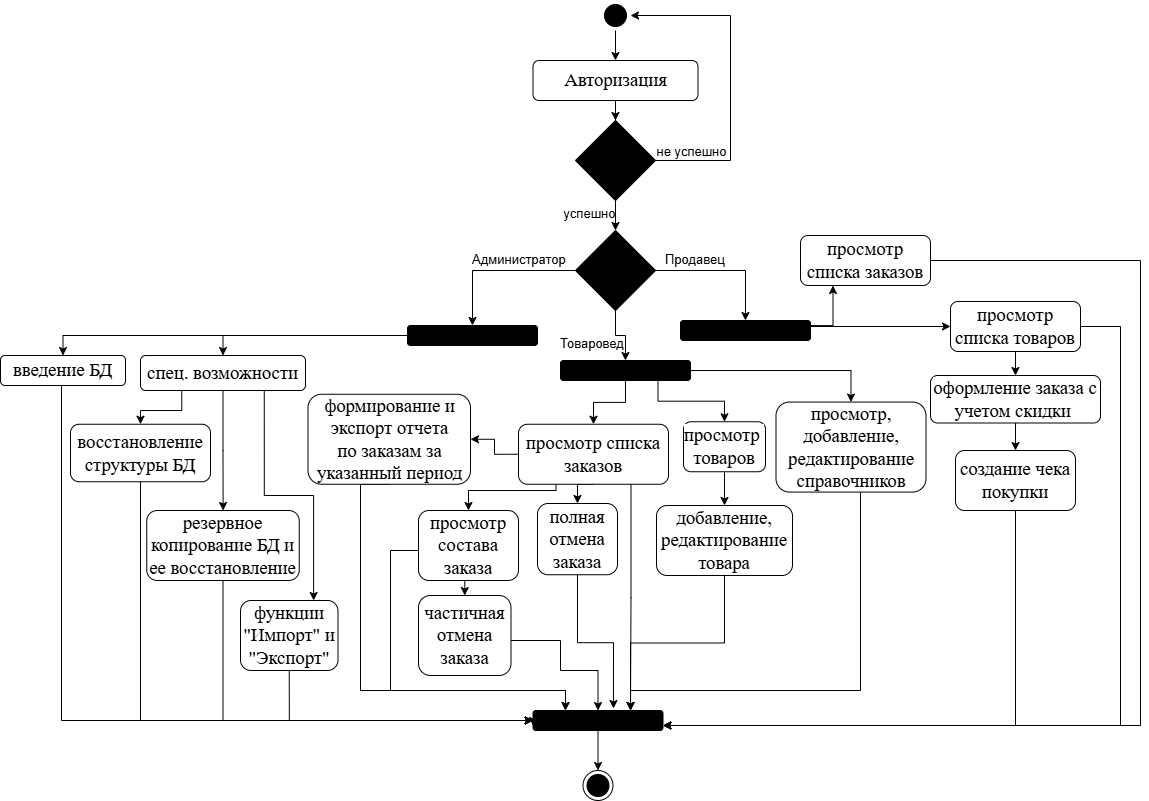 Авторизация
не успешно
успешно
Администратор
Продавец
Товаровед
просмотр
списка заказов
просмотр
списка товаров
введение БД
спец. возможности
оформление заказа с
учетом скидки
формирование и
экспорт отчета
по заказам за
указанный период
просмотр списка
заказов
просмотр
товаров
просмотр,
добавление,
редактирование
справочников
восстановление
структуры БД
создание чека
покупки
резервное
копирование БД и
ее восстановление
просмотр
состава
заказа
полная
отмена
заказа
добавление,
редактирование
товара
функции
"Импорт" и
"Экспорт"
частичная
отмена
заказа